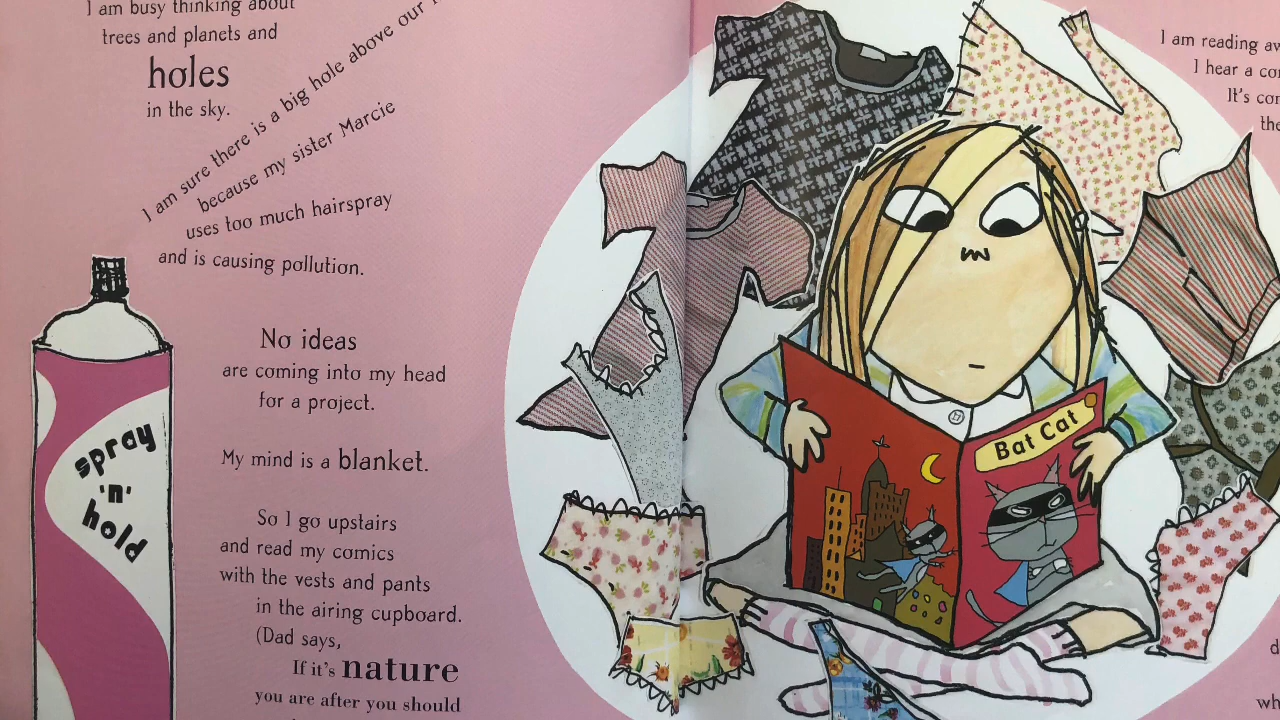 I am busy thinking about
trees and planets and
holes
in the sky.
I am sure there is a big hole above our
because my sister Marcie
uses too much hairspray
and is causing pollution.
spray
'n'
hold
No ideas
are coming into my head
for a project.
My mind is a blanket.
So I go upstairs
and read my comics
with the vests and pants
in the airing cupboard.
(Dad says,
If it's nature
you are after you should
Bat Cat
I am reading
I hear a
It's